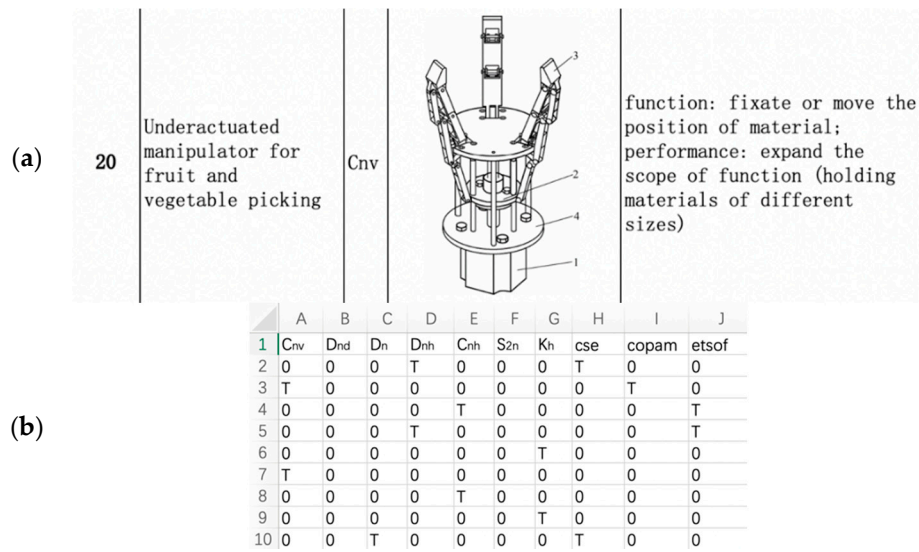 (a)
20
Underactuated
manipulator for
fruit and
vegetable picking
Cnv
3
2
4
1
function: fixate or move the
position of material;
performance: expand the
scope of function (holding
materials of different
sizes)
(b)
A B C D E F G H I J
1 Cnv Dnd Dn Dnh Cnh S2n Kh cse copam etsof
2 0 0 0 T 0 0 0 T 0 0
3 T 0 0 0 0 0 0 0 T 0
4 0 0 0 0 T 0 0 0 0 T
5 0 0 0 T 0 0 0 0 0 T
6 0 0 0 0 0 0 T 0 0 0
7 T 0 0 0 0 0 0 0 0 0
8 0 0 0 0 T 0 0 0 0 0
9 0 0 0 0 0 0 T 0 0 0
10 0 0 T 0 0 0 0 T 0 0